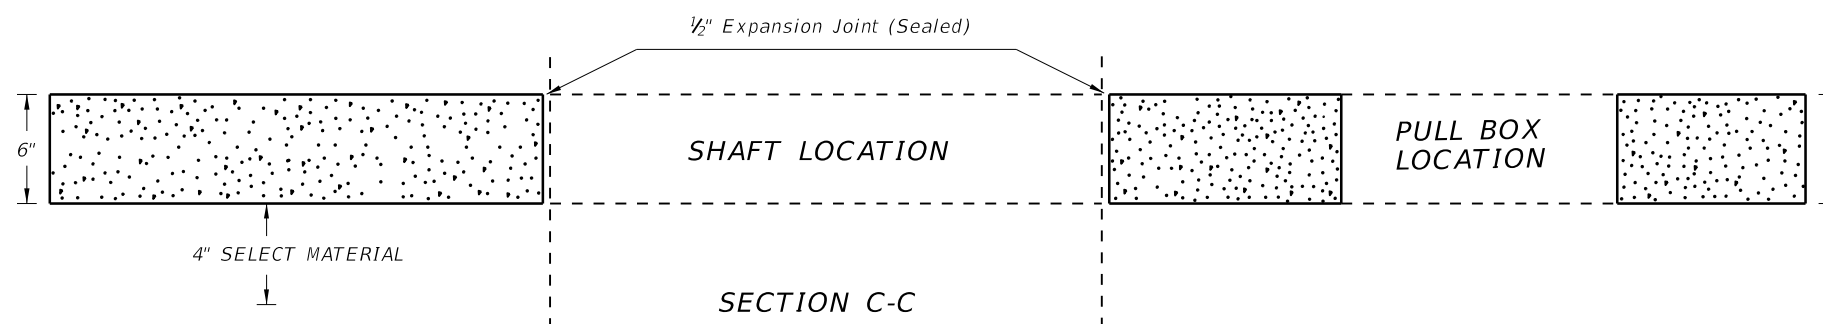 ½" Expansion Joint (Sealed)
6"
SHAFT LOCATION
PULL BOX
LOCATION
4" SELECT MATERIAL
SECTION C-C